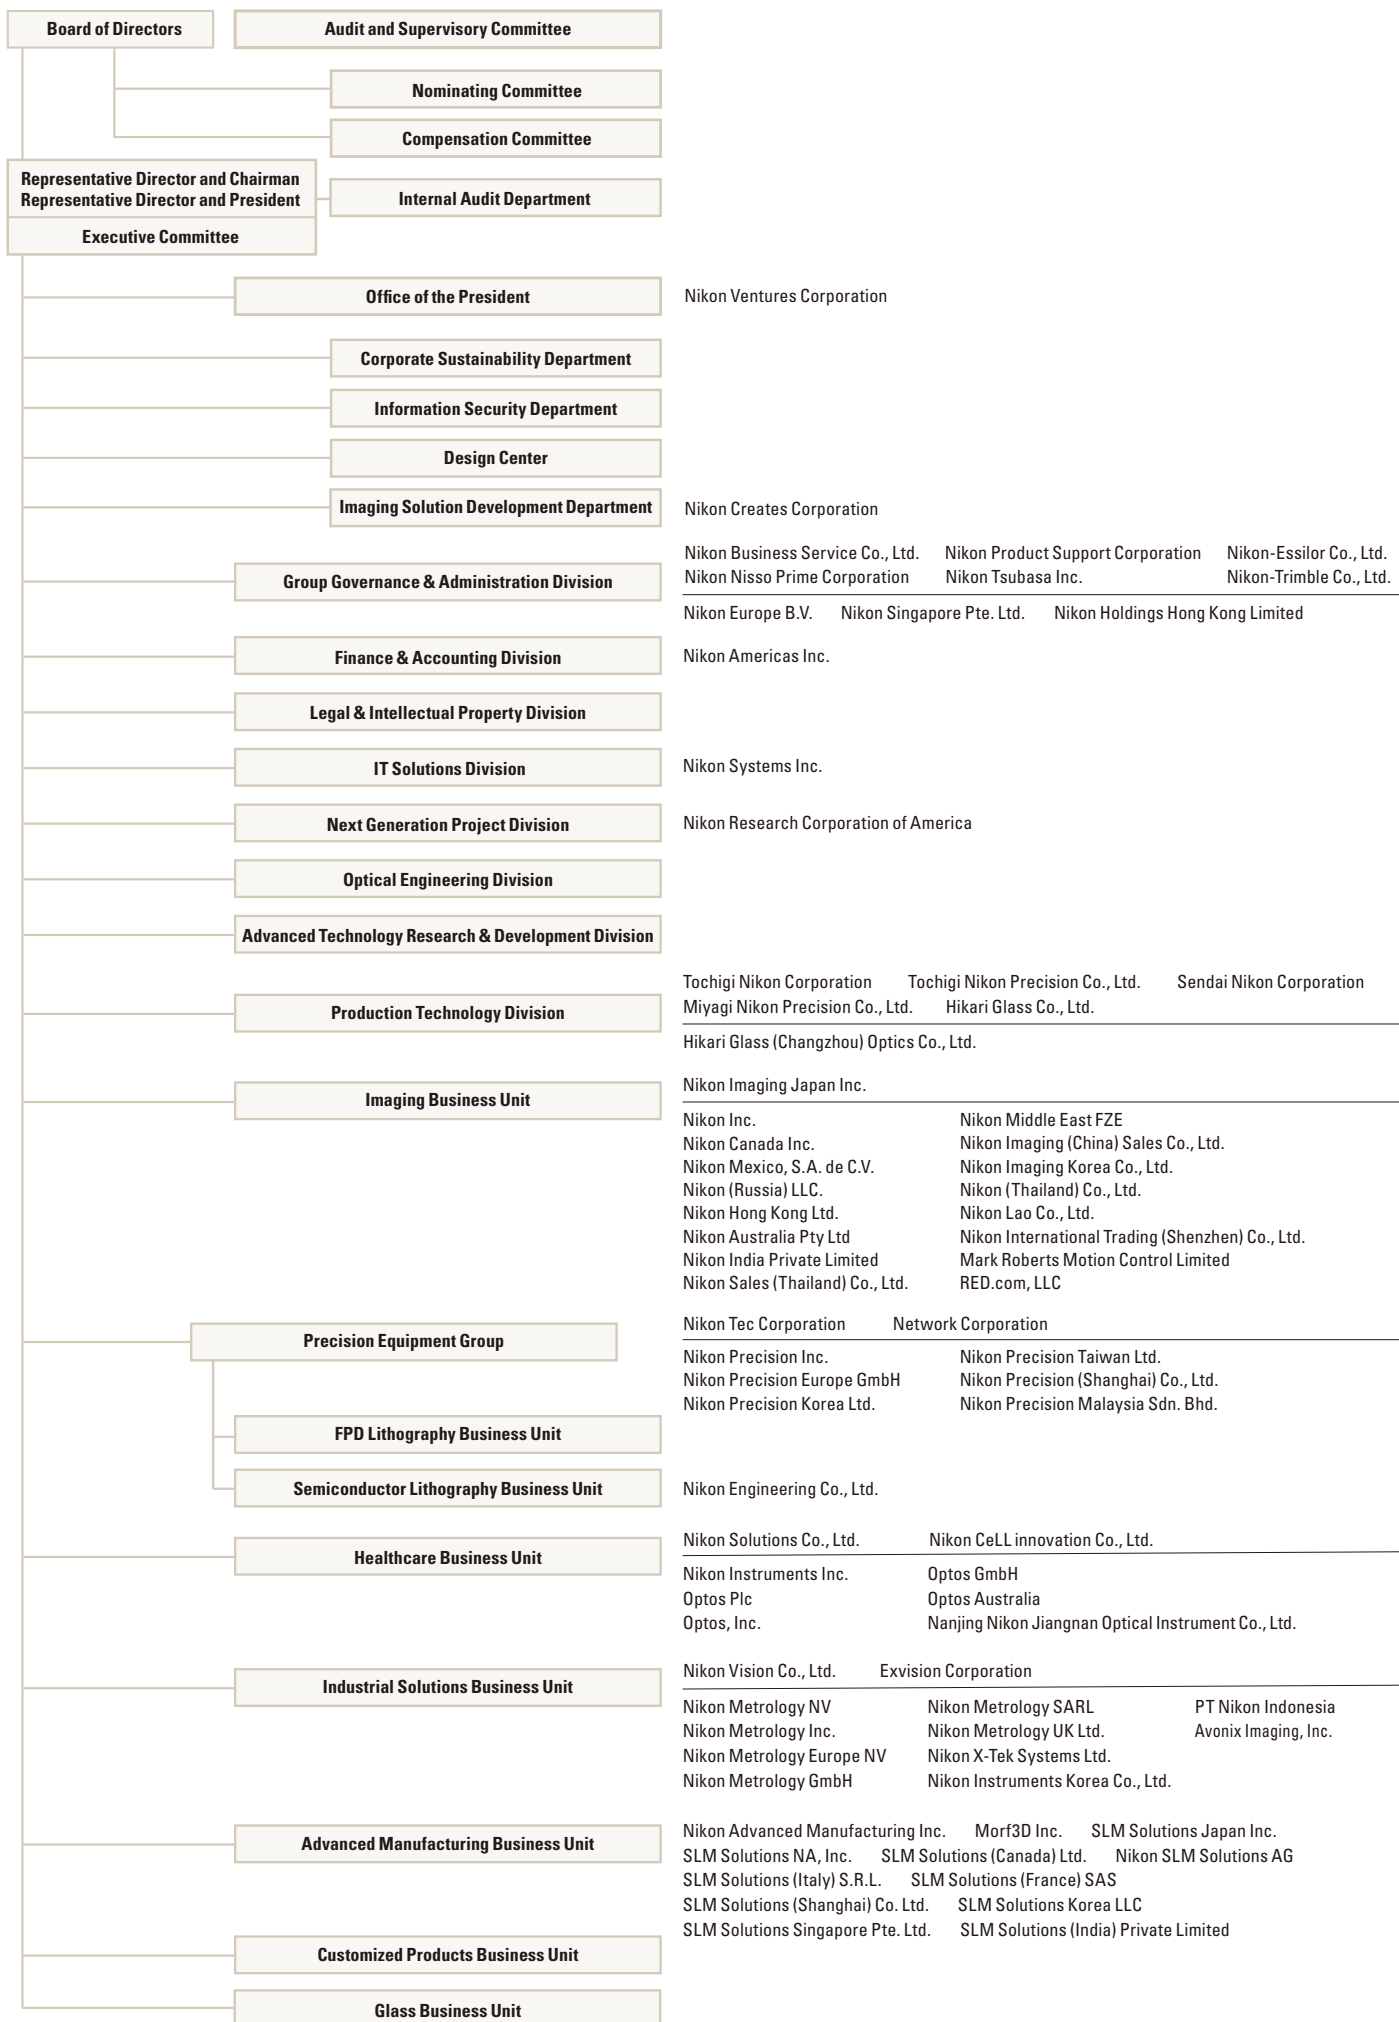 Board of Directors
Audit and Supervisory Committee
Nominating Committee
Compensation Committee
Representative Director and Chairman
Representative Director and President
Internal Audit Department
Executive Committee
Office of the President
Nikon Ventures Corporation
Corporate Sustainability Department
Information Security Department
Design Center
Imaging Solution Development Department
Nikon Creates Corporation
Group Governance & Administration Division
Nikon Business Service Co., Ltd. Nikon Product Support Corporation Nikon-Essilor Co., Ltd.
Nikon Nisso Prime Corporation Nikon Tsubasa Inc. Nikon-Trimble Co., Ltd.
Nikon Europe B.V. Nikon Singapore Pte. Ltd. Nikon Holdings Hong Kong Limited
Finance & Accounting Division
Nikon Americas Inc.
Legal & Intellectual Property Division
IT Solutions Division
Nikon Systems Inc.
Next Generation Project Division
Nikon Research Corporation of America
Optical Engineering Division
Advanced Technology Research & Development Division
Production Technology Division
Tochigi Nikon Corporation Tochigi Nikon Precision Co., Ltd. Sendai Nikon Corporation
Miyagi Nikon Precision Co., Ltd. Hikari Glass Co., Ltd.
Hikari Glass (Changzhou) Optics Co., Ltd.
Imaging Business Unit
Nikon Imaging Japan Inc.
Nikon Inc. Nikon Middle East FZE
Nikon Canada Inc. Nikon Imaging (China) Sales Co., Ltd.
Nikon Mexico, S.A. de C.V. Nikon Imaging Korea Co., Ltd.
Nikon (Russia) LLC. Nikon (Thailand) Co., Ltd.
Nikon Hong Kong Ltd. Nikon Lao Co., Ltd.
Nikon Australia Pty Ltd Nikon International Trading (Shenzhen) Co., Ltd.
Nikon India Private Limited Mark Roberts Motion Control Limited
Nikon Sales (Thailand) Co., Ltd. RED.com, LLC
Precision Equipment Group
Nikon Tec Corporation Network Corporation
Nikon Precision Inc. Nikon Precision Taiwan Ltd.
Nikon Precision Europe GmbH Nikon Precision (Shanghai) Co., Ltd.
Nikon Precision Korea Ltd. Nikon Precision Malaysia Sdn. Bhd.
FPD Lithography Business Unit
Semiconductor Lithography Business Unit
Nikon Engineering Co., Ltd.
Healthcare Business Unit
Nikon Solutions Co., Ltd. Nikon CeLL innovation Co., Ltd.
Nikon Instruments Inc. Optos GmbH
Optos Plc Optos Australia
Optos, Inc. Nanjing Nikon Jiangnan Optical Instrument Co., Ltd.
Industrial Solutions Business Unit
Nikon Vision Co., Ltd. Exvision Corporation
Nikon Metrology NV Nikon Metrology SARL PT Nikon Indonesia
Nikon Metrology Inc. Nikon Metrology UK Ltd. Avonix Imaging, Inc.
Nikon Metrology Europe NV Nikon X-Tek Systems Ltd.
Nikon Metrology GmbH Nikon Instruments Korea Co., Ltd.
Advanced Manufacturing Business Unit
Nikon Advanced Manufacturing Inc. Morf3D Inc. SLM Solutions Japan Inc.
SLM Solutions NA, Inc. SLM Solutions (Canada) Ltd. Nikon SLM Solutions AG
SLM Solutions (Italy) S.R.L. SLM Solutions (France) SAS
SLM Solutions (Shanghai) Co. Ltd. SLM Solutions Korea LLC
SLM Solutions Singapore Pte. Ltd. SLM Solutions (India) Private Limited
Customized Products Business Unit
Glass Business Unit